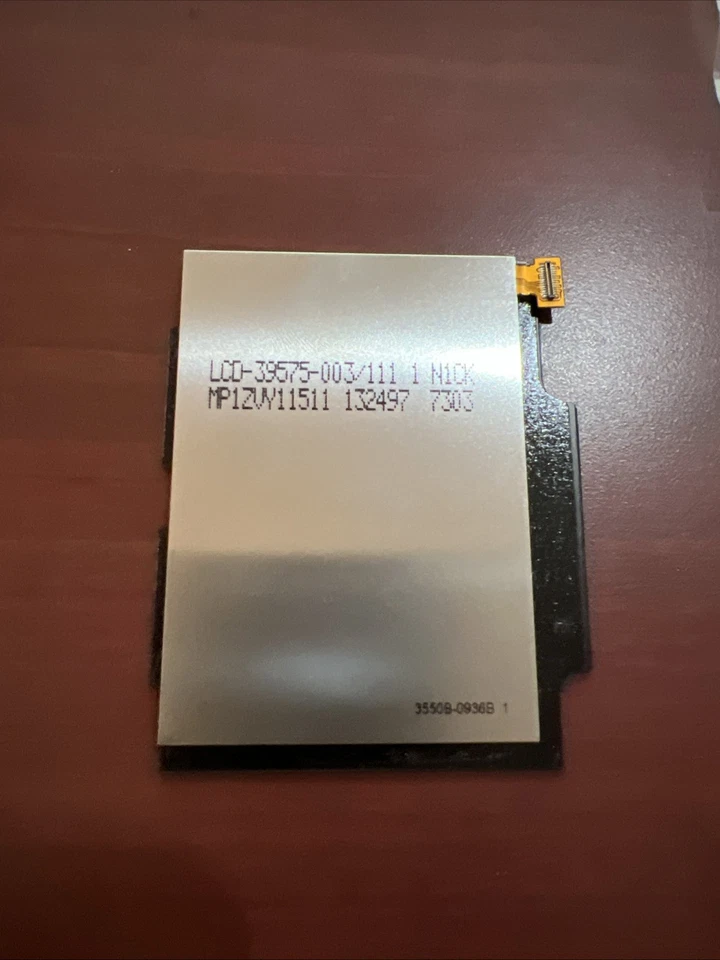 LCD-39575-003/111 1 N1CK
MP1ZVY11511 132497 7303
3550B-0936B 1